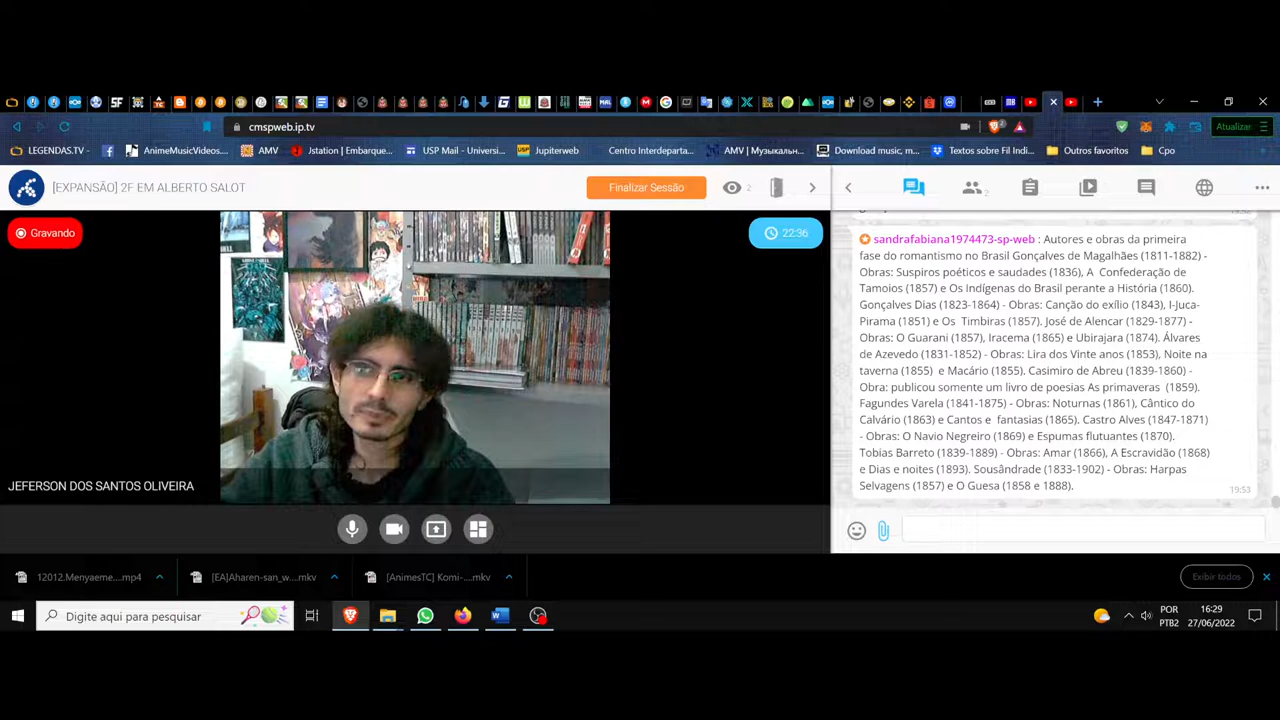 cmspweb.ip.tv
Atualizar
LEGENDAS.TV
AnimeMusicVideos...
AMV
Jstation | Embarque...
USP Mail - Universi...
Jupiterweb
Centro Interdeparta...
AMV | Музыкальн...
Download music, m...
Textos sobre Fil Indi...
Outros favoritos
Cpo
[EXPANSÃO] 2F EM ALBERTO SALOT
Finalizar Sessão
2
2
Gravando
22:36
JEFERSON DOS SANTOS OLIVEIRA
sandrafabiana1974473-sp-web : Autores e obras da primeira
fase do romantismo no Brasil Gonçalves de Magalhães (1811-1882) -
Obras: Suspiros poéticos e saudades (1836), A Confederação de
Tamoios (1857) e Os Indígenas do Brasil perante a História (1860).
Gonçalves Dias (1823-1864) - Obras: Canção do exílio (1843), I-Juca-
Pirama (1851) e Os Timbiras (1857). José de Alencar (1829-1877) -
Obras: O Guarani (1857), Iracema (1865) e Ubirajara (1874). Álvares
de Azevedo (1831-1852) - Obras: Lira dos Vinte anos (1853), Noite na
taverna (1855) e Macário (1855). Casimiro de Abreu (1839-1860) -
Obra: publicou somente um livro de poesias As primaveras (1859).
Fagundes Varela (1841-1875) - Obras: Noturnas (1861), Cântico do
Calvário (1863) e Cantos e fantasias (1865). Castro Alves (1847-1871)
- Obras: O Navio Negreiro (1869) e Espumas flutuantes (1870).
Tobias Barreto (1839-1889) - Obras: Amar (1866), A Escravidão (1868)
e Dias e noites (1893). Sousândrade (1833-1902) - Obras: Harpas
Selvagens (1857) e O Guesa (1858 e 1888).
19:53
12012.Menyaeme....mp4
[EA]Aharen-san_w....mkv
[AnimesTC] Komi-....mkv
Exibir todos
Digite aqui para pesquisar
POR
PTB2
16:29
27/06/2022